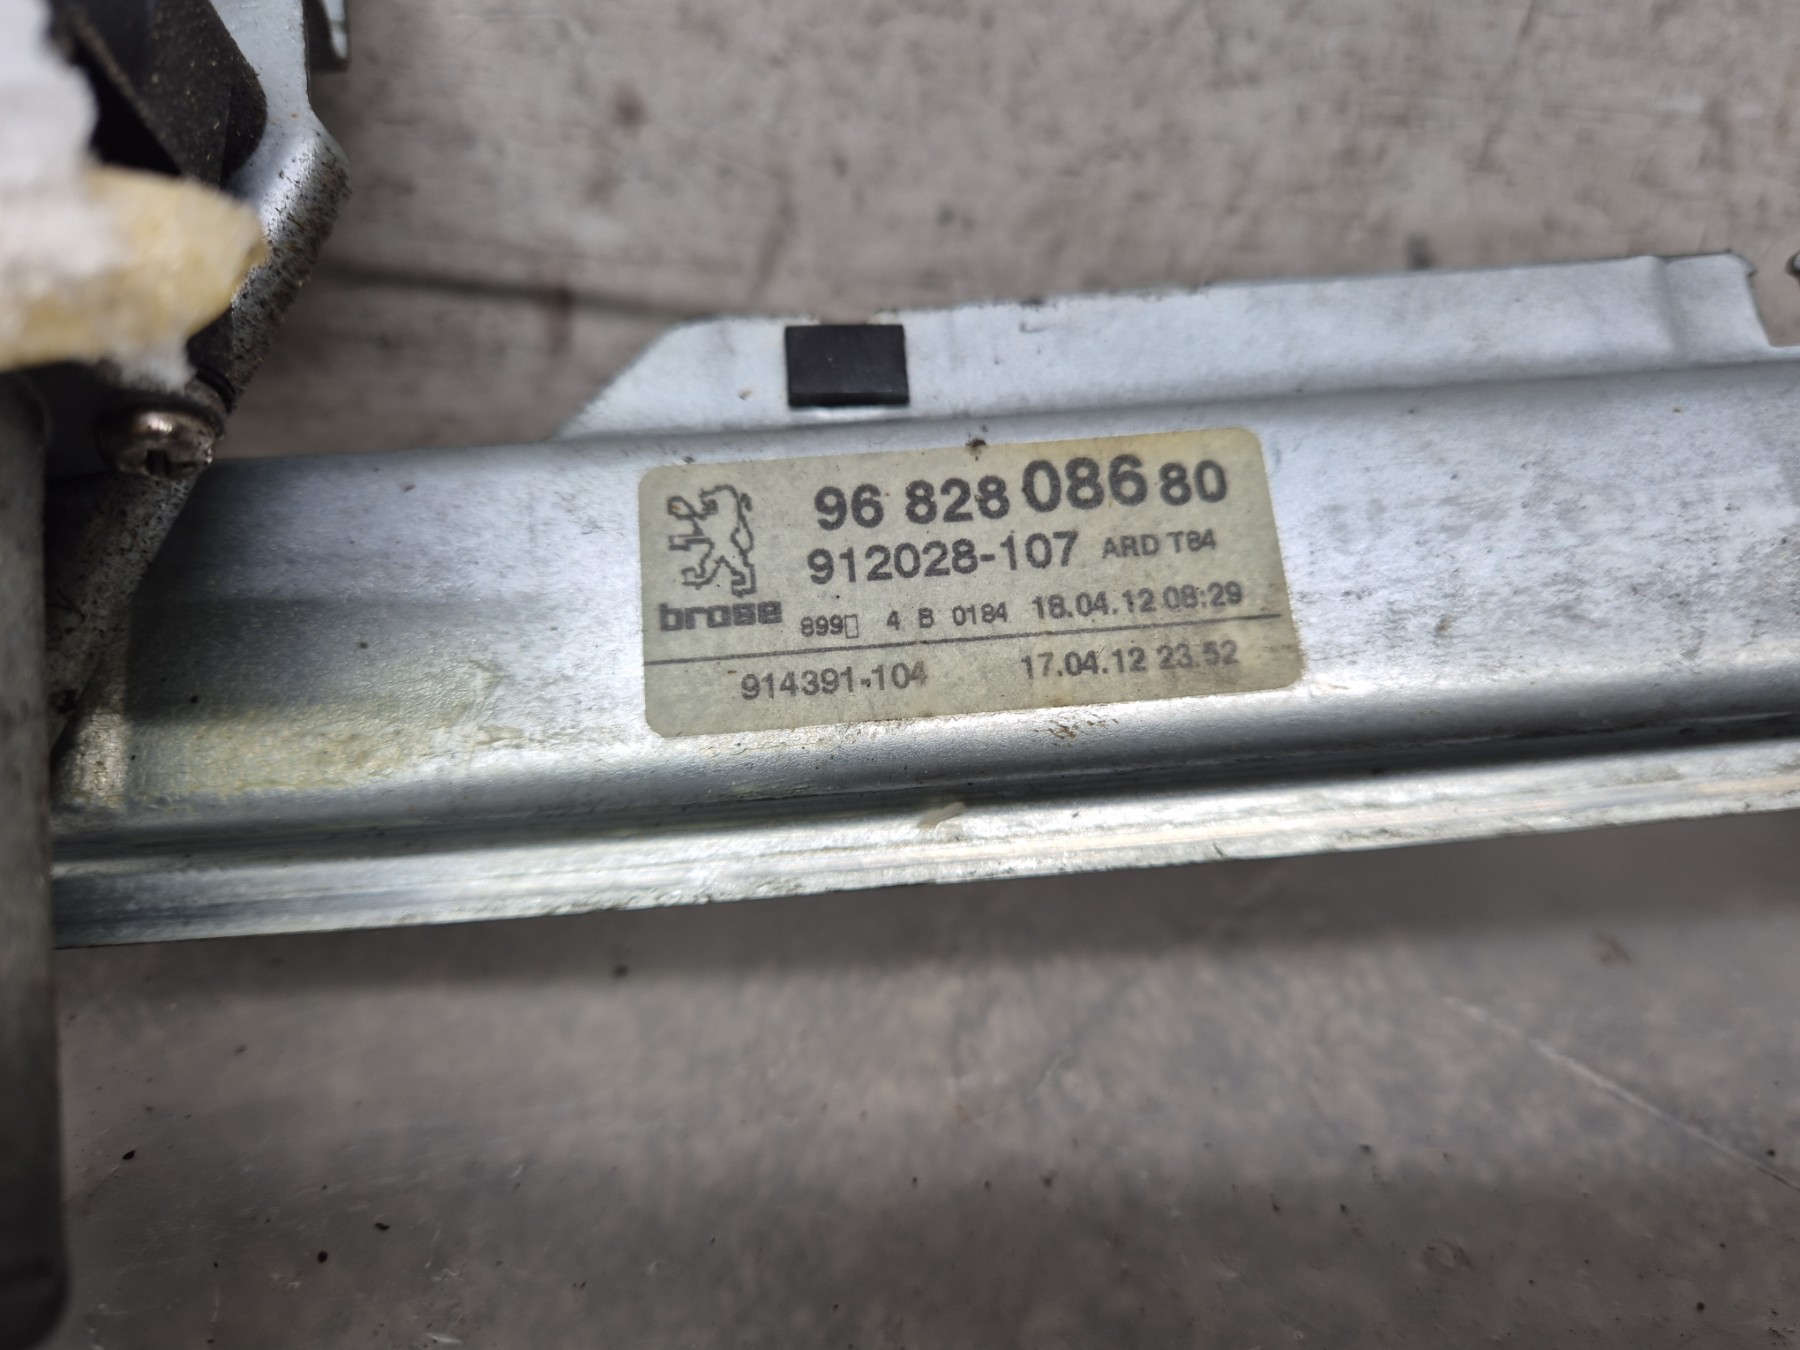 96 828 086 80
912028-107 ARD T84
brose 899▯ 4 B 0184 18.04.12 08:29
914391-104 17.04.12 23.52